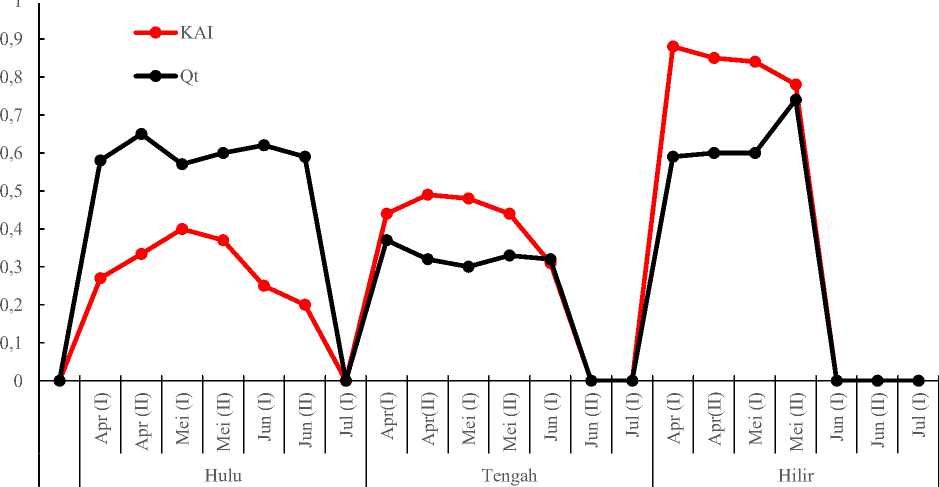 1
0,9
0,8
0,7
0,6
0,5
0,4
0,3
0,2
0,1
0
KAI
Qt
Apr (I)
Apr (II)
Mei (I)
Mei (II)
Jun (I)
Jun (II)
Jul (I)
Apr(I)
Apr(II)
Mei (I)
Mei (II)
Jun (I)
Jun (II)
Jul (I)
Apr (I)
Apr(II)
Mei (I)
Mei (II)
Jun (I)
Jun (II)
Jul (I)
Hulu
Tengah
Hilir